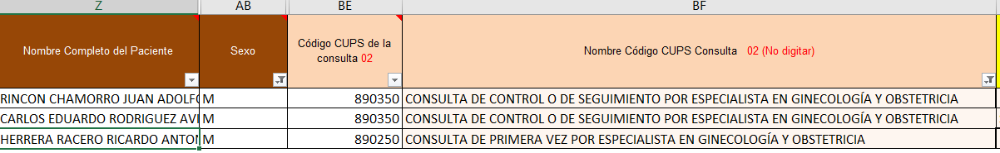 Z AB BE BF
Nombre Completo del Paciente Sexo Código CUPS de la consulta 02 Nombre Código CUPS Consulta 02 (No digitar)
RINCON CHAMORRO JUAN ADOLFO M 890350 CONSULTA DE CONTROL O DE SEGUIMIENTO POR ESPECIALISTA EN GINECOLOGÍA Y OBSTETRICIA
CARLOS EDUARDO RODRIGUEZ M 890350 CONSULTA DE CONTROL O DE SEGUIMIENTO POR ESPECIALISTA EN GINECOLOGÍA Y OBSTETRICIA
HERRERA RACERO RICARDO M 890250 CONSULTA DE PRIMERA VEZ POR ESPECIALISTA EN GINECOLOGÍA Y OBSTETRICIA